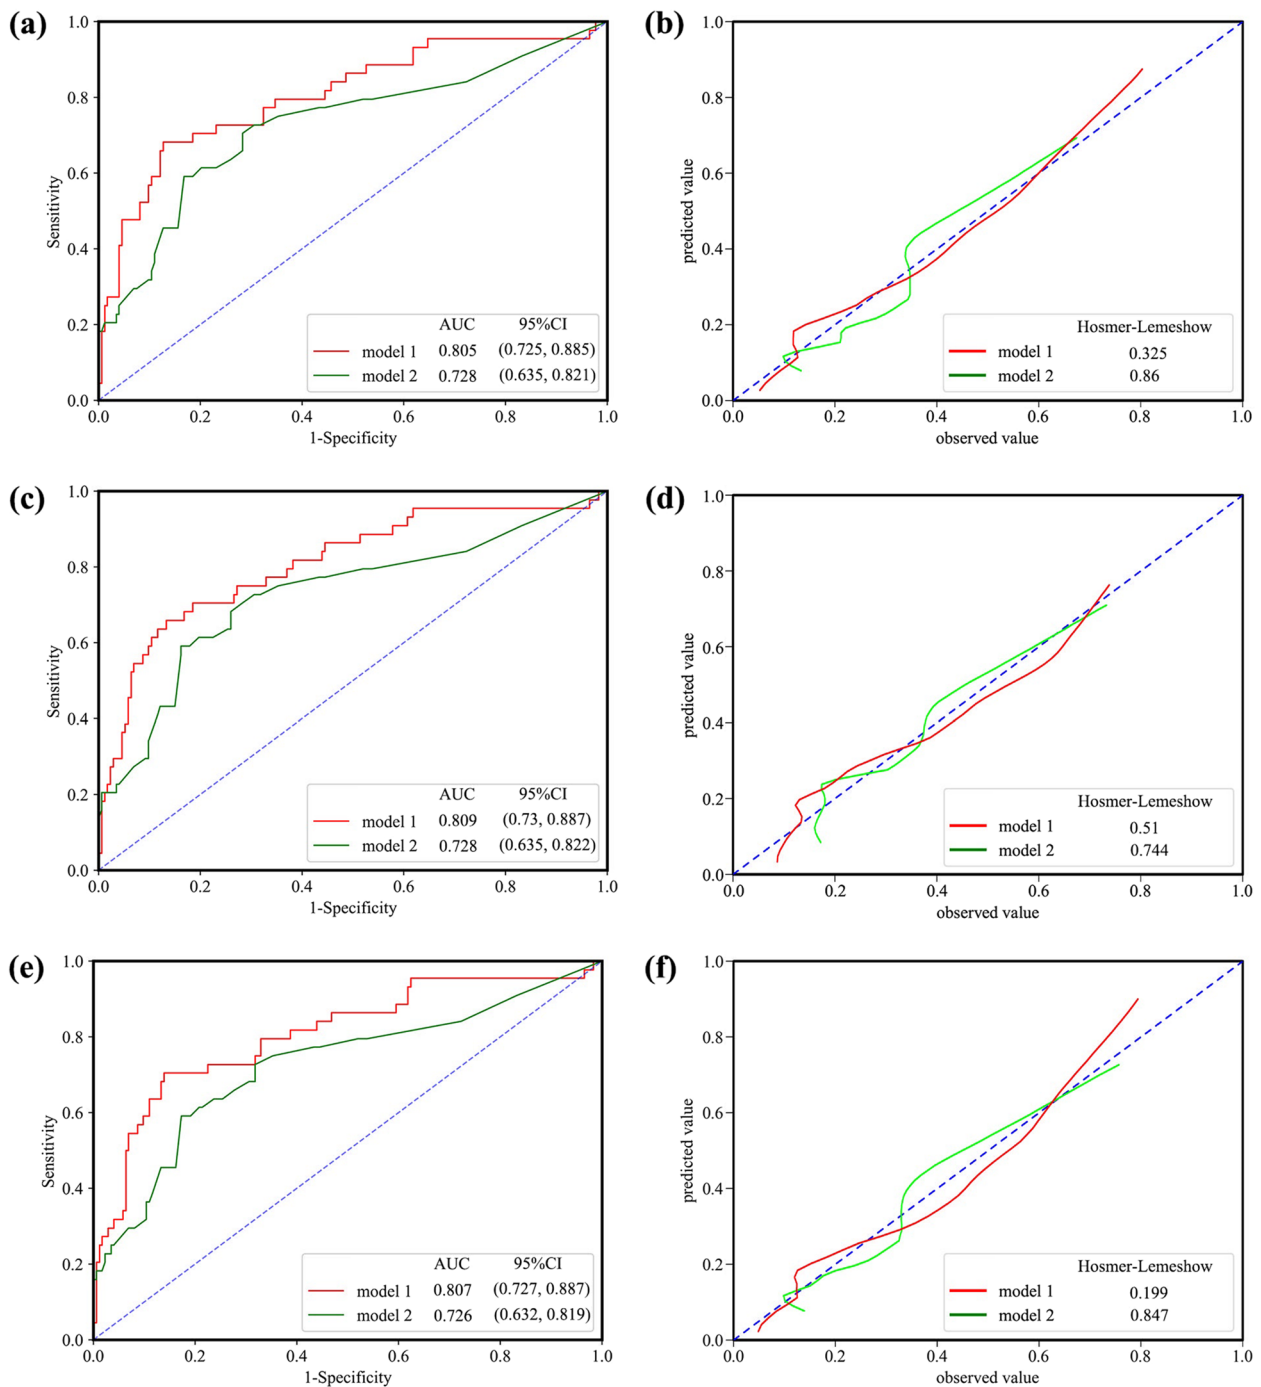 (a)
1.0
0.8
0.6
0.4
0.2
0.0
Sensitivity
AUC 95%CI
model 1 0.805 (0.725, 0.885)
model 2 0.728 (0.635, 0.821)
0.0 0.2 0.4 0.6 0.8 1.0
1-Specificity
(b)
1.0
0.8
0.6
0.4
0.2
0.0
predicted value
Hosmer-Lemeshow
model 1 0.325
model 2 0.86
0.0 0.2 0.4 0.6 0.8 1.0
observed value
(c)
1.0
0.8
0.6
0.4
0.2
0.0
Sensitivity
AUC 95%CI
model 1 0.809 (0.73, 0.887)
model 2 0.728 (0.635, 0.822)
0.0 0.2 0.4 0.6 0.8 1.0
1-Specificity
(d)
1.0
0.8
0.6
0.4
0.2
0.0
predicted value
Hosmer-Lemeshow
model 1 0.51
model 2 0.744
0.0 0.2 0.4 0.6 0.8 1.0
observed value
(e)
1.0
0.8
0.6
0.4
0.2
0.0
Sensitivity
AUC 95%CI
model 1 0.807 (0.727, 0.887)
model 2 0.726 (0.632, 0.819)
0.0 0.2 0.4 0.6 0.8 1.0
1-Specificity
(f)
1.0
0.8
0.6
0.4
0.2
0.0
predicted value
Hosmer-Lemeshow
model 1 0.199
model 2 0.847
0.0 0.2 0.4 0.6 0.8 1.0
observed value